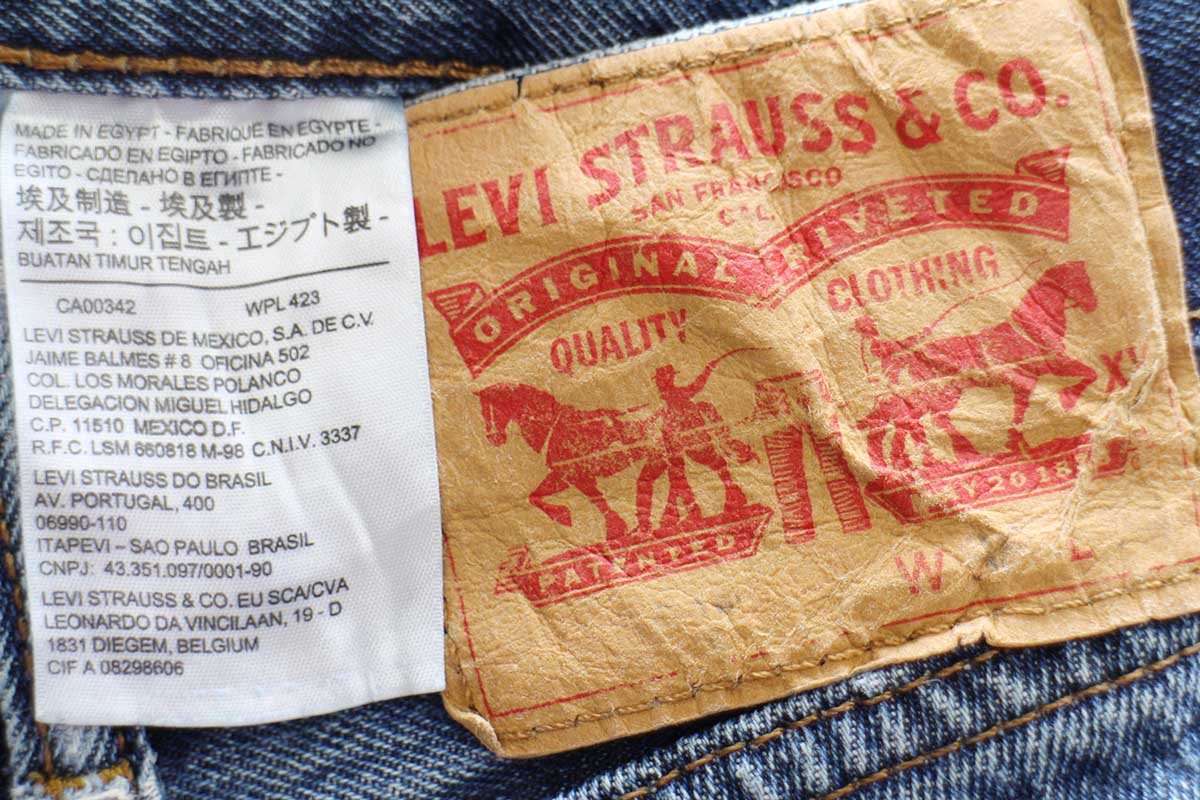 MADE IN EGYPT - FABRIQUE EN EGYPTE -
FABRICADO EN EGIPTO - FABRICADO NO
EGITO - СДЕЛАНО В ЕГИПТЕ -
埃及制造 - 埃及製 -
제조국 : 이집트 - エジプト製 -
BUATAN TIMUR TENGAH
CA00342 WPL 423
LEVI STRAUSS DE MEXICO, S.A. DE C.V.
JAIME BALMES # 8 OFICINA 502
COL. LOS MORALES POLANCO
DELEGACION MIGUEL HIDALGO
C.P. 11510 MEXICO D.F.
R.F.C. LSM 660818 M-98 C.N.I.V. 3337
LEVI STRAUSS DO BRASIL
AV. PORTUGAL, 400
06990-110
ITAPEVI – SAO PAULO BRASIL
CNPJ: 43.351.097/0001-90
LEVI STRAUSS & CO. EU SCA/CVA
LEONARDO DA VINCILAAN, 19 - D
1831 DIEGEM, BELGIUM
CIF A 08298606
LEVI STRAUSS & CO.
SAN FRANCISCO
CAL.
ORIGINAL RIVETED
QUALITY CLOTHING
PATENTED
W L